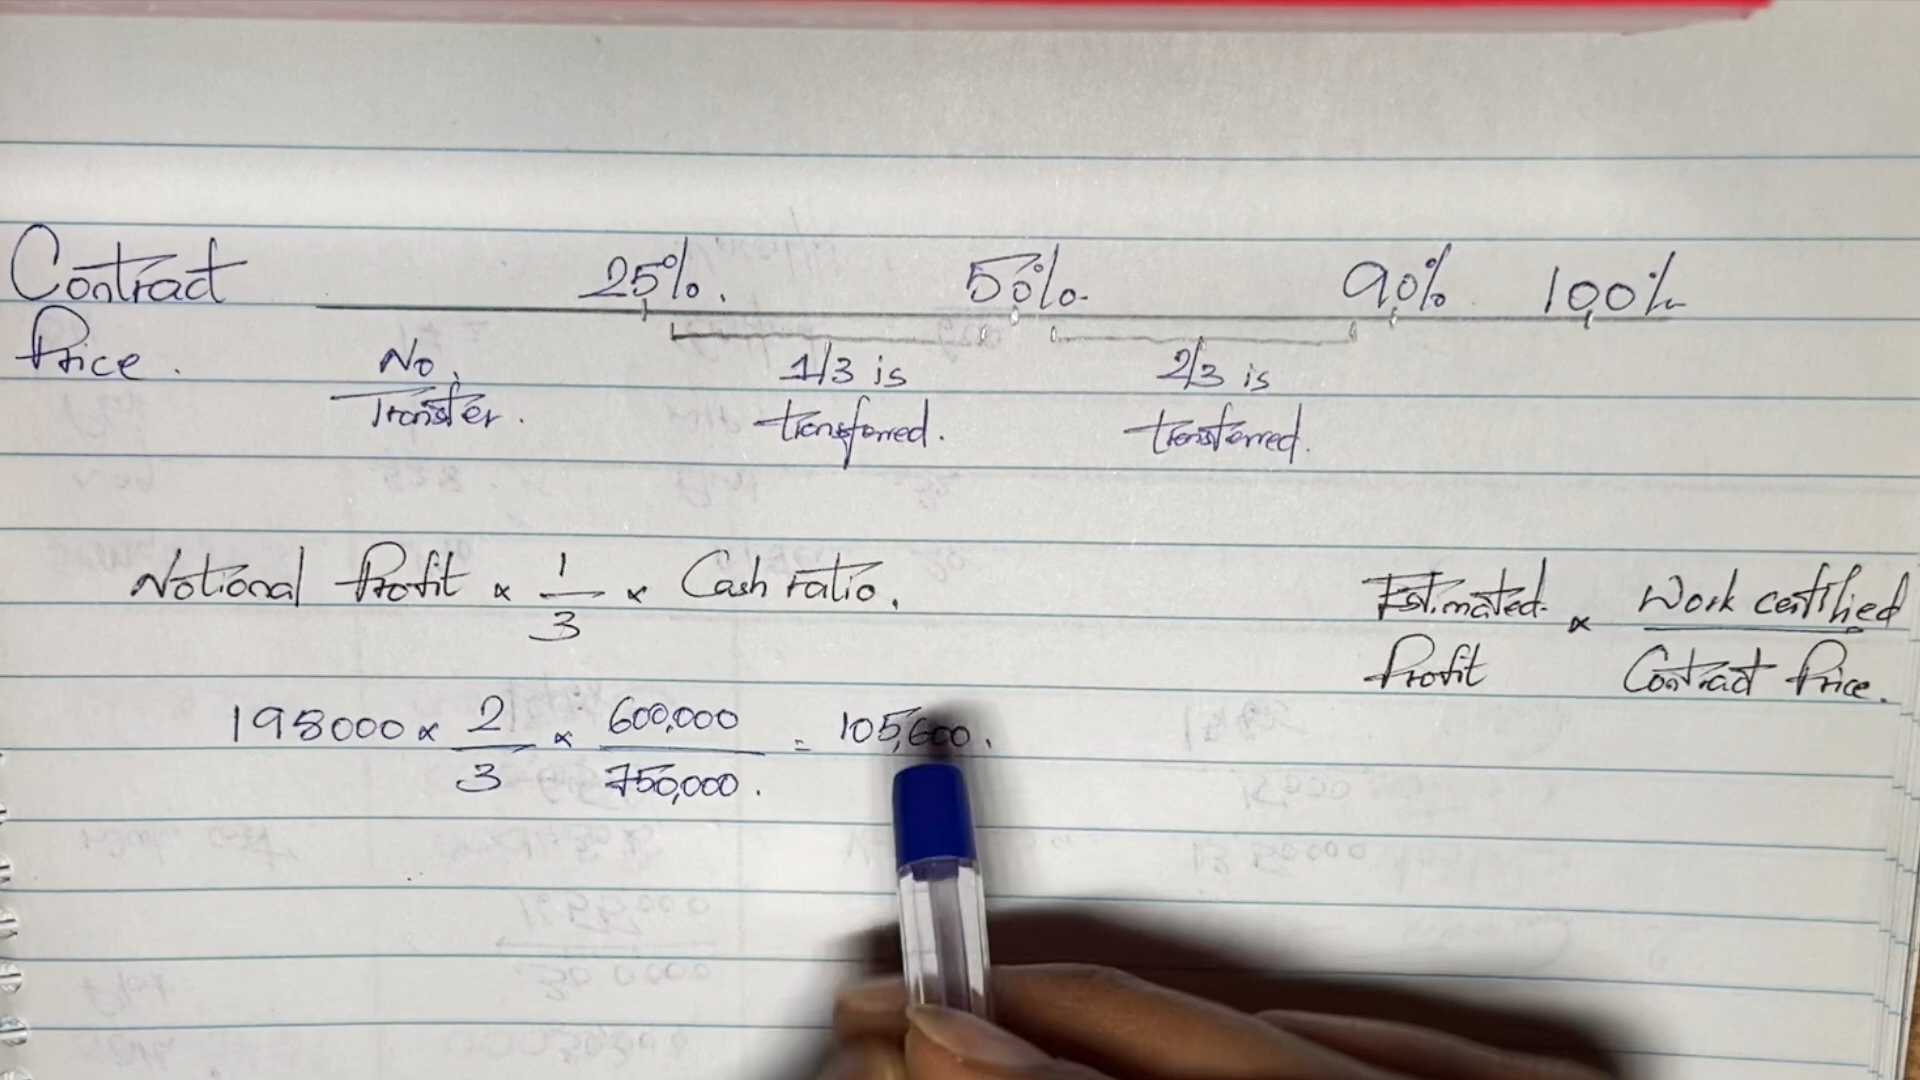 Contract Price.
25%. 50%. 90% 100%
No Transfer.
1/3 is transferred.
2/3 is transferred.
Notional Profit × 1/3 × Cash ratio.
Estimated Profit × Work certified / Contract Price.
198000 × 2/3 × 600,000/750,000. = 105,600.